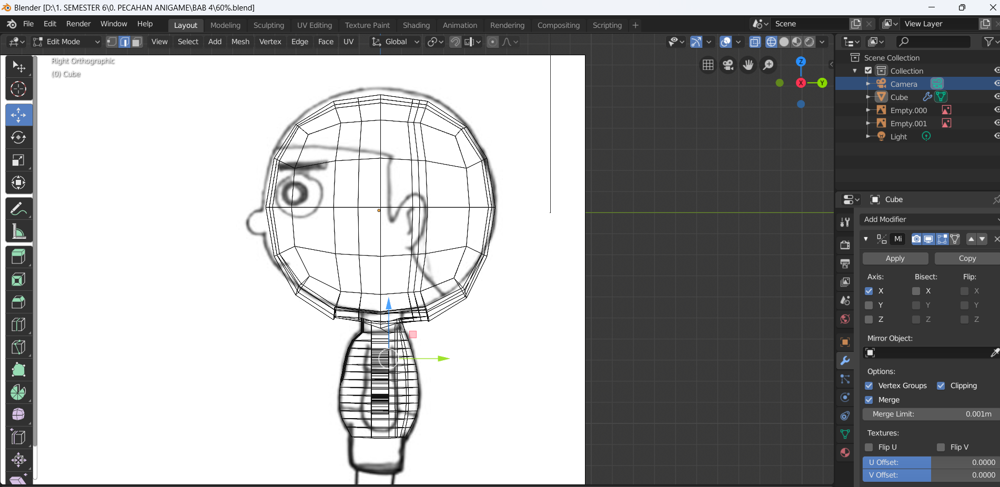 Blender [D:\1. SEMESTER 6\0. PECAHAN ANIGAME\BAB 4\60%.blend]
File Edit Render Window Help Layout Modeling Sculpting UV Editing Texture Paint Shading Animation Rendering Compositing Scripting + Scene View Layer
Edit Mode View Select Add Mesh Vertex Edge Face UV Global
Right Orthographic
(0) Cube
Z
X
Y
Scene Collection
Collection
Camera
Cube
Empty.000
Empty.001
Light
Cube
Add Modifier
Mi
Apply Copy
Axis: Bisect: Flip:
X X X
Y Y Y
Z Z Z
Mirror Object:
Options:
Vertex Groups Clipping
Merge
Merge Limit: 0.001m
Textures:
Flip U Flip V
U Offset: 0.0000
V Offset: 0.0000